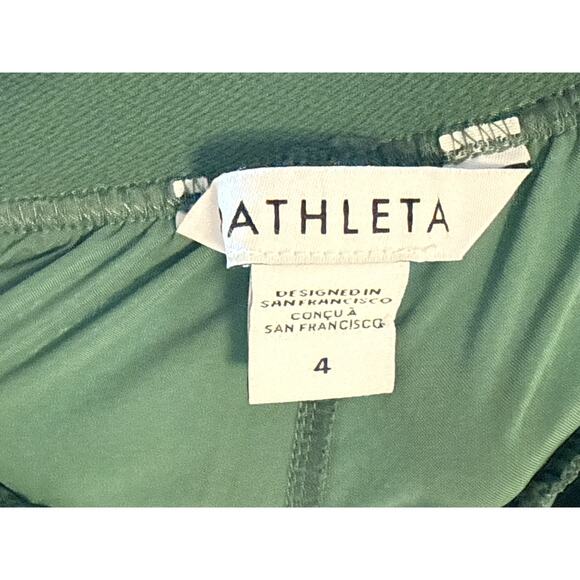 ATHLETA
DESIGNED IN
SAN FRANCISCO
CONÇU À
SAN FRANCISCO
4